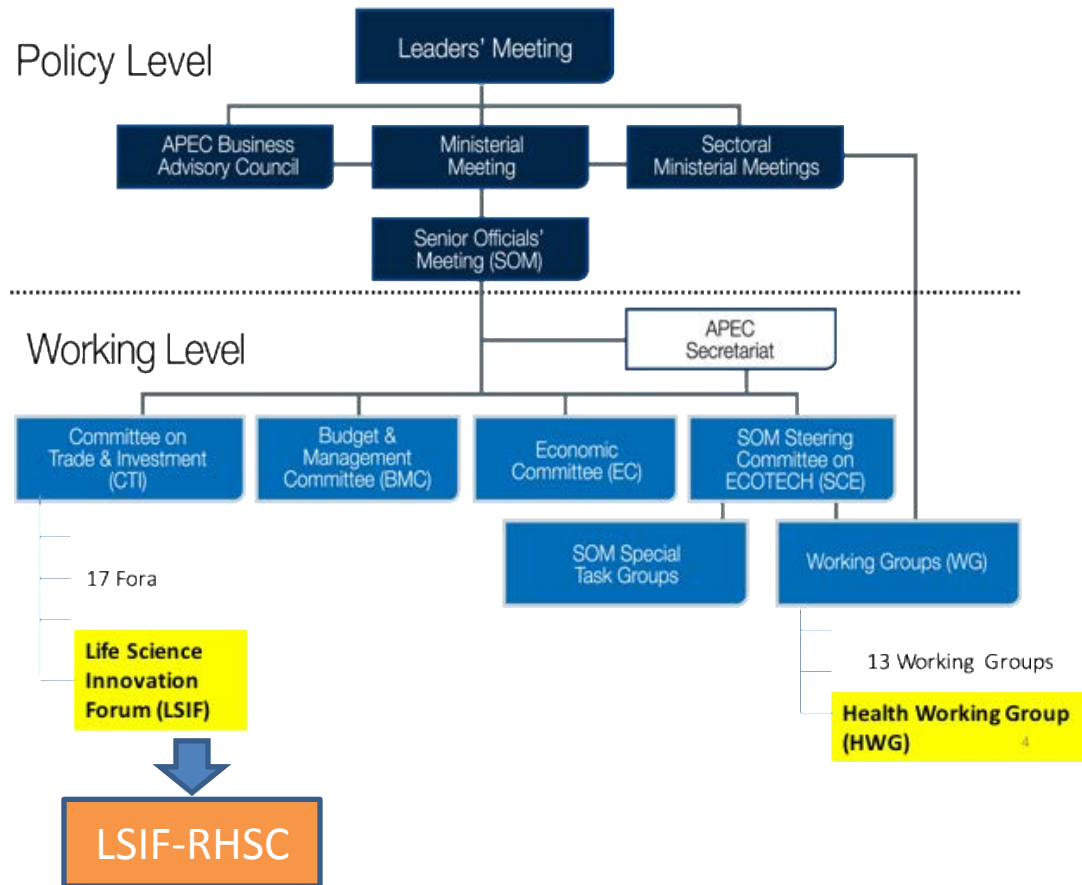 Policy Level
Leaders' Meeting
APEC Business
Advisory Council
Ministerial
Meeting
Sectoral
Ministerial Meetings
Senior Officials'
Meeting (SOM)
Working Level
APEC
Secretariat
Committee on
Trade & Investment
(CTI)
Budget &
Management
Committee (BMC)
Economic
Committee (EC)
SOM Steering
Committee on
ECOTECH (SCE)
SOM Special
Task Groups
Working Groups (WG)
17 Fora
Life Science
Innovation
Forum (LSIF)
13 Working Groups
Health Working Group
(HWG)
4
LSIF-RHSC